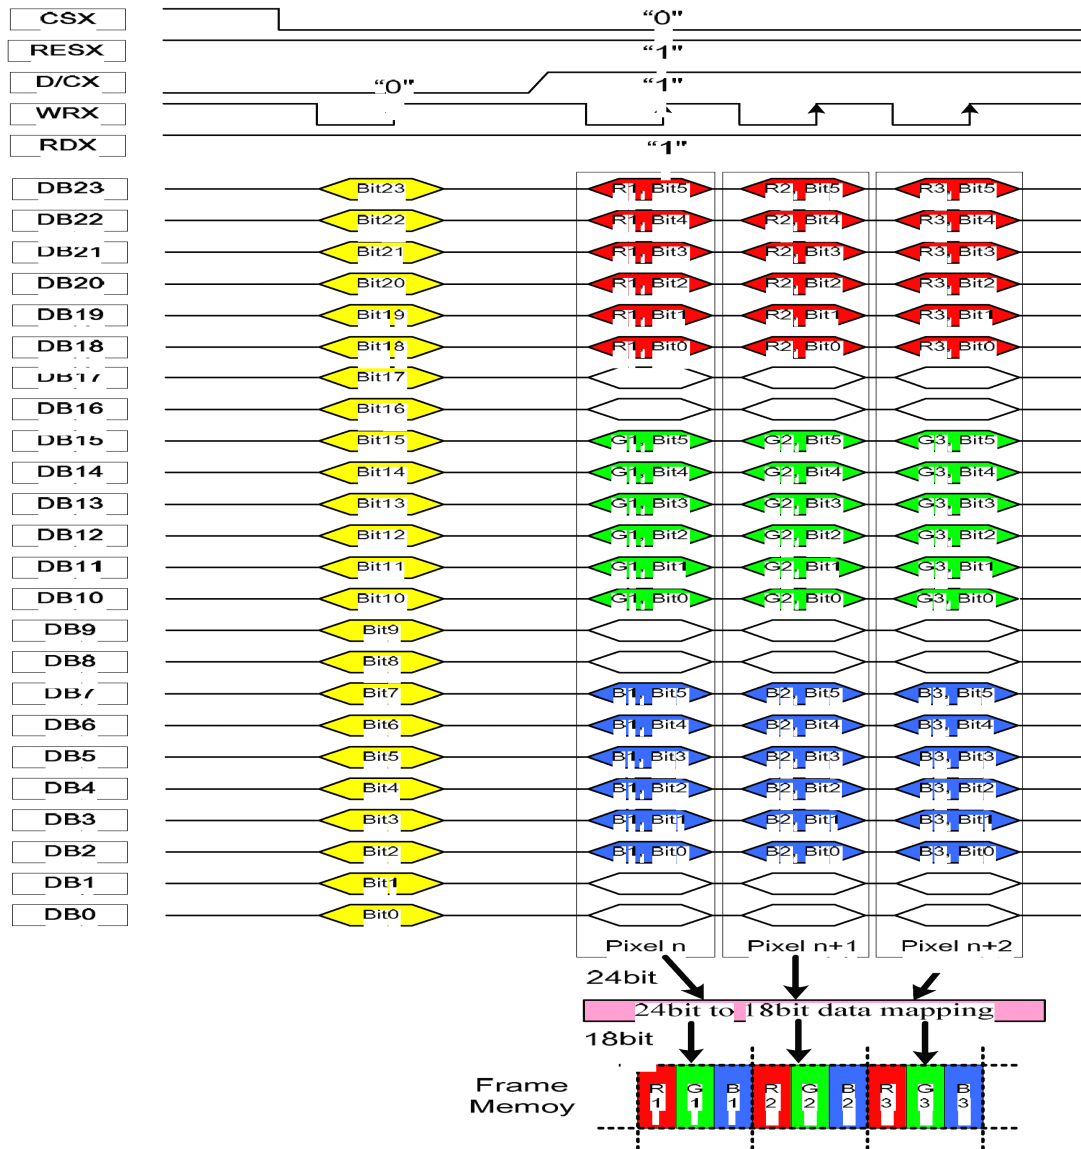 CSX “0”
RESX “1”
D/CX “0” “1”
WRX
RDX “1”
DB23 Bit23 R1, Bit5 R2, Bit5 R3, Bit5
DB22 Bit22 R1, Bit4 R2, Bit4 R3, Bit4
DB21 Bit21 R1, Bit3 R2, Bit3 R3, Bit3
DB20 Bit20 R1, Bit2 R2, Bit2 R3, Bit2
DB19 Bit19 R1, Bit1 R2, Bit1 R3, Bit1
DB18 Bit18 R1, Bit0 R2, Bit0 R3, Bit0
DB17 Bit17
DB16 Bit16
DB15 Bit15 G1, Bit5 G2, Bit5 G3, Bit5
DB14 Bit14 G1, Bit4 G2, Bit4 G3, Bit4
DB13 Bit13 G1, Bit3 G2, Bit3 G3, Bit3
DB12 Bit12 G1, Bit2 G2, Bit2 G3, Bit2
DB11 Bit11 G1, Bit1 G2, Bit1 G3, Bit1
DB10 Bit10 G1, Bit0 G2, Bit0 G3, Bit0
DB9 Bit9
DB8 Bit8
DB7 Bit7 B1, Bit5 B2, Bit5 B3, Bit5
DB6 Bit6 B1, Bit4 B2, Bit4 B3, Bit4
DB5 Bit5 B1, Bit3 B2, Bit3 B3, Bit3
DB4 Bit4 B1, Bit2 B2, Bit2 B3, Bit2
DB3 Bit3 B1, Bit1 B2, Bit1 B3, Bit1
DB2 Bit2 B1, Bit0 B2, Bit0 B3, Bit0
DB1 Bit1
DB0 Bit0
Pixel n Pixel n+1 Pixel n+2
24bit
24bit to 18bit data mapping
18bit
Frame
Memoy
R G B R G B R G B
1 1 1 2 2 2 3 3 3